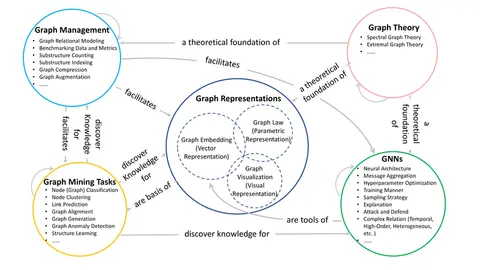 Graph Management
Graph Relational Modeling
Benchmarking Data and Metrics
Substructure Counting
Substructure Indexing
Graph Compression
Graph Augmentation
......
Graph Theory
Spectral Graph Theory
Extremal Graph Theory
......
a theoretical foundation of
facilitates
facilitates
a theoretical
foundation of
a
theoretical
foundation
of
Graph Representations
Graph Law
(Parametric
Representation)
Graph Embedding
(Vector
Representation)
Graph
Visualization
(Visual
Representation)
discover
Knowledge
for
facilitates
discover
Knowledge for
are basis of
Graph Mining Tasks
Node (Graph) Classification
Node Clustering
Link Prediction
Graph Alignment
Graph Generation
Graph Anomaly Detection
Structure Learning
......
GNNs
Neural Architecture
Message Aggregation
Hyperparameter Optimization
Training Manner
Sampling Strategy
Explanation
Attack and Defend
Complex Relation (Temporal,
High-Order, Heterogeneous,
etc. )
......
are tools of
discover knowledge for